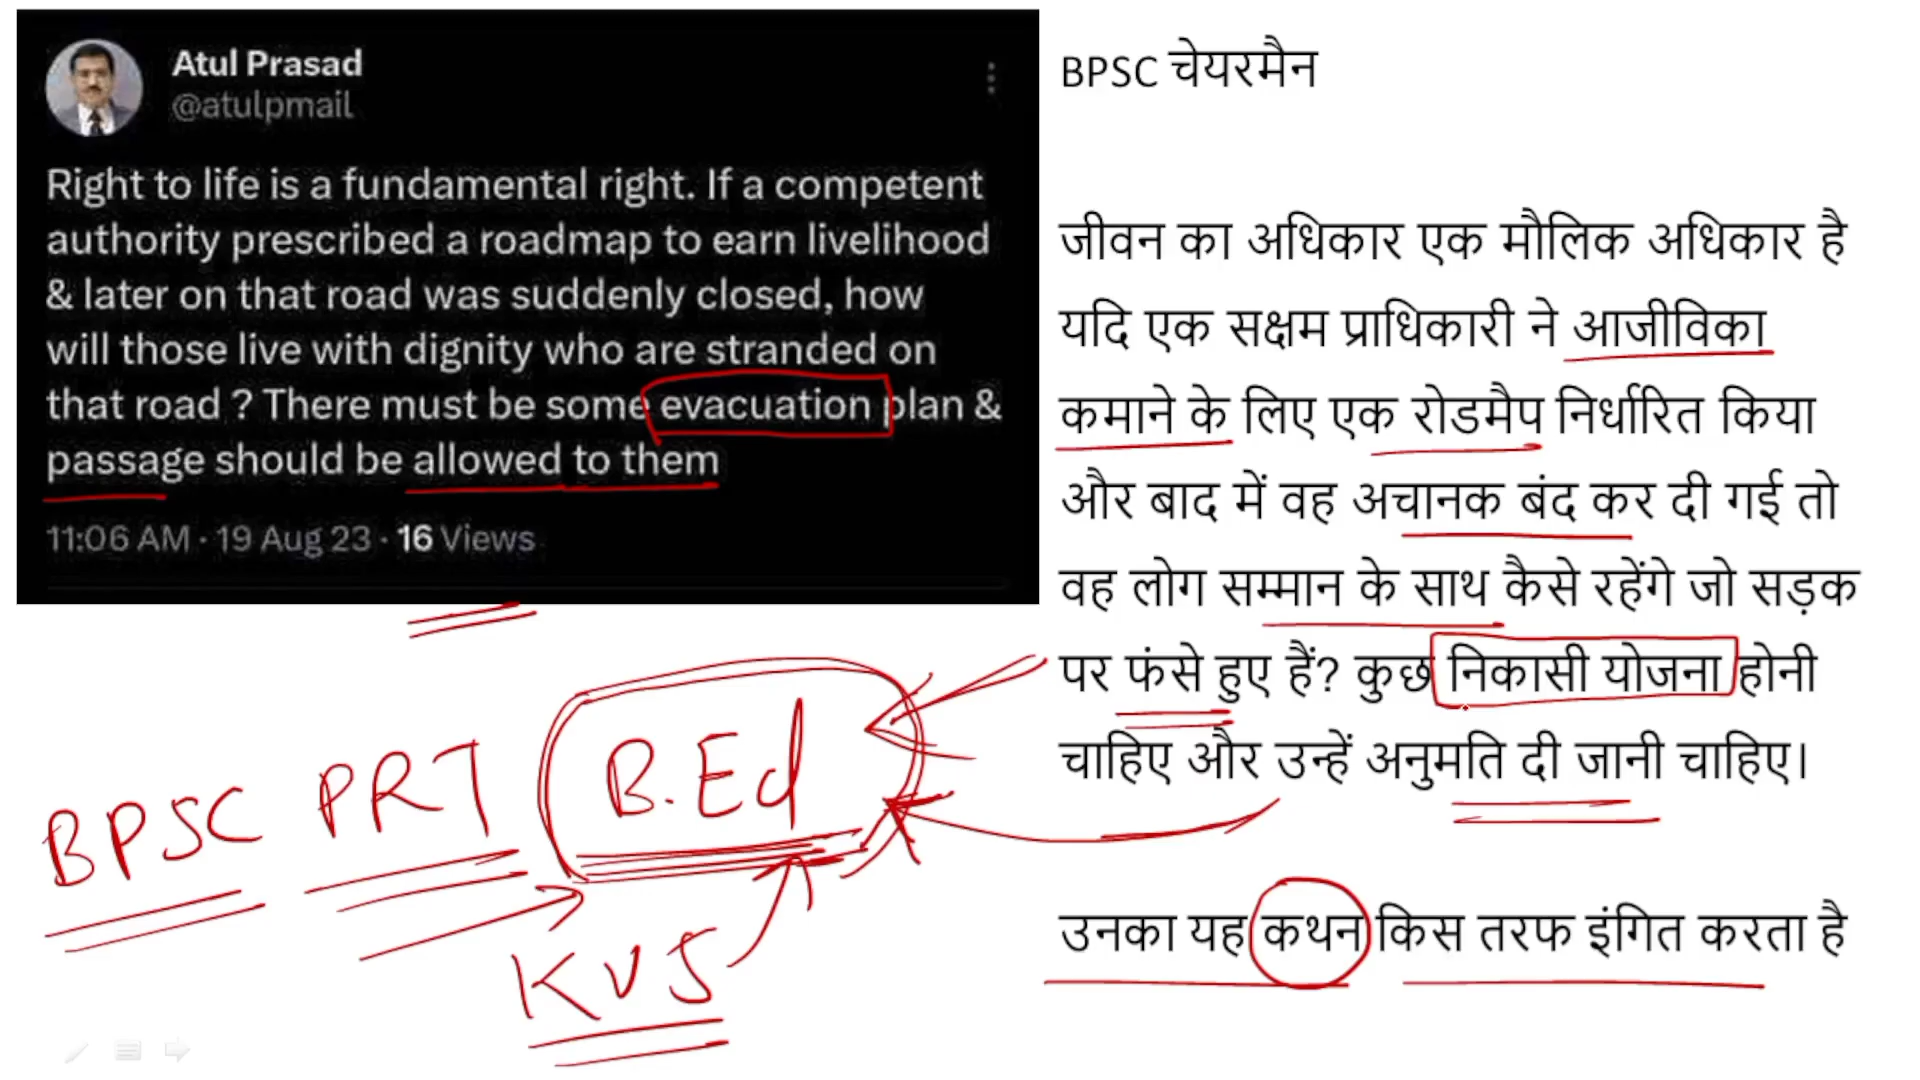 Atul Prasad
@atulpmail
Right to life is a fundamental right. If a competent
authority prescribed a roadmap to earn livelihood
& later on that road was suddenly closed, how
will those live with dignity who are stranded on
that road ? There must be some evacuation plan &
passage should be allowed to them
11:06 AM · 19 Aug 23 · 16 Views
BPSC चेयरमैन
जीवन का अधिकार एक मौलिक अधिकार है
यदि एक सक्षम प्राधिकारी ने आजीविका
कमाने के लिए एक रोडमैप निर्धारित किया
और बाद में वह अचानक बंद कर दी गई तो
वह लोग सम्मान के साथ कैसे रहेंगे जो सड़क
पर फंसे हुए हैं? कुछ निकासी योजना होनी
चाहिए और उन्हें अनुमति दी जानी चाहिए।
उनका यह कथन किस तरफ इंगित करता है
BPSC PRT B.Ed
KVS